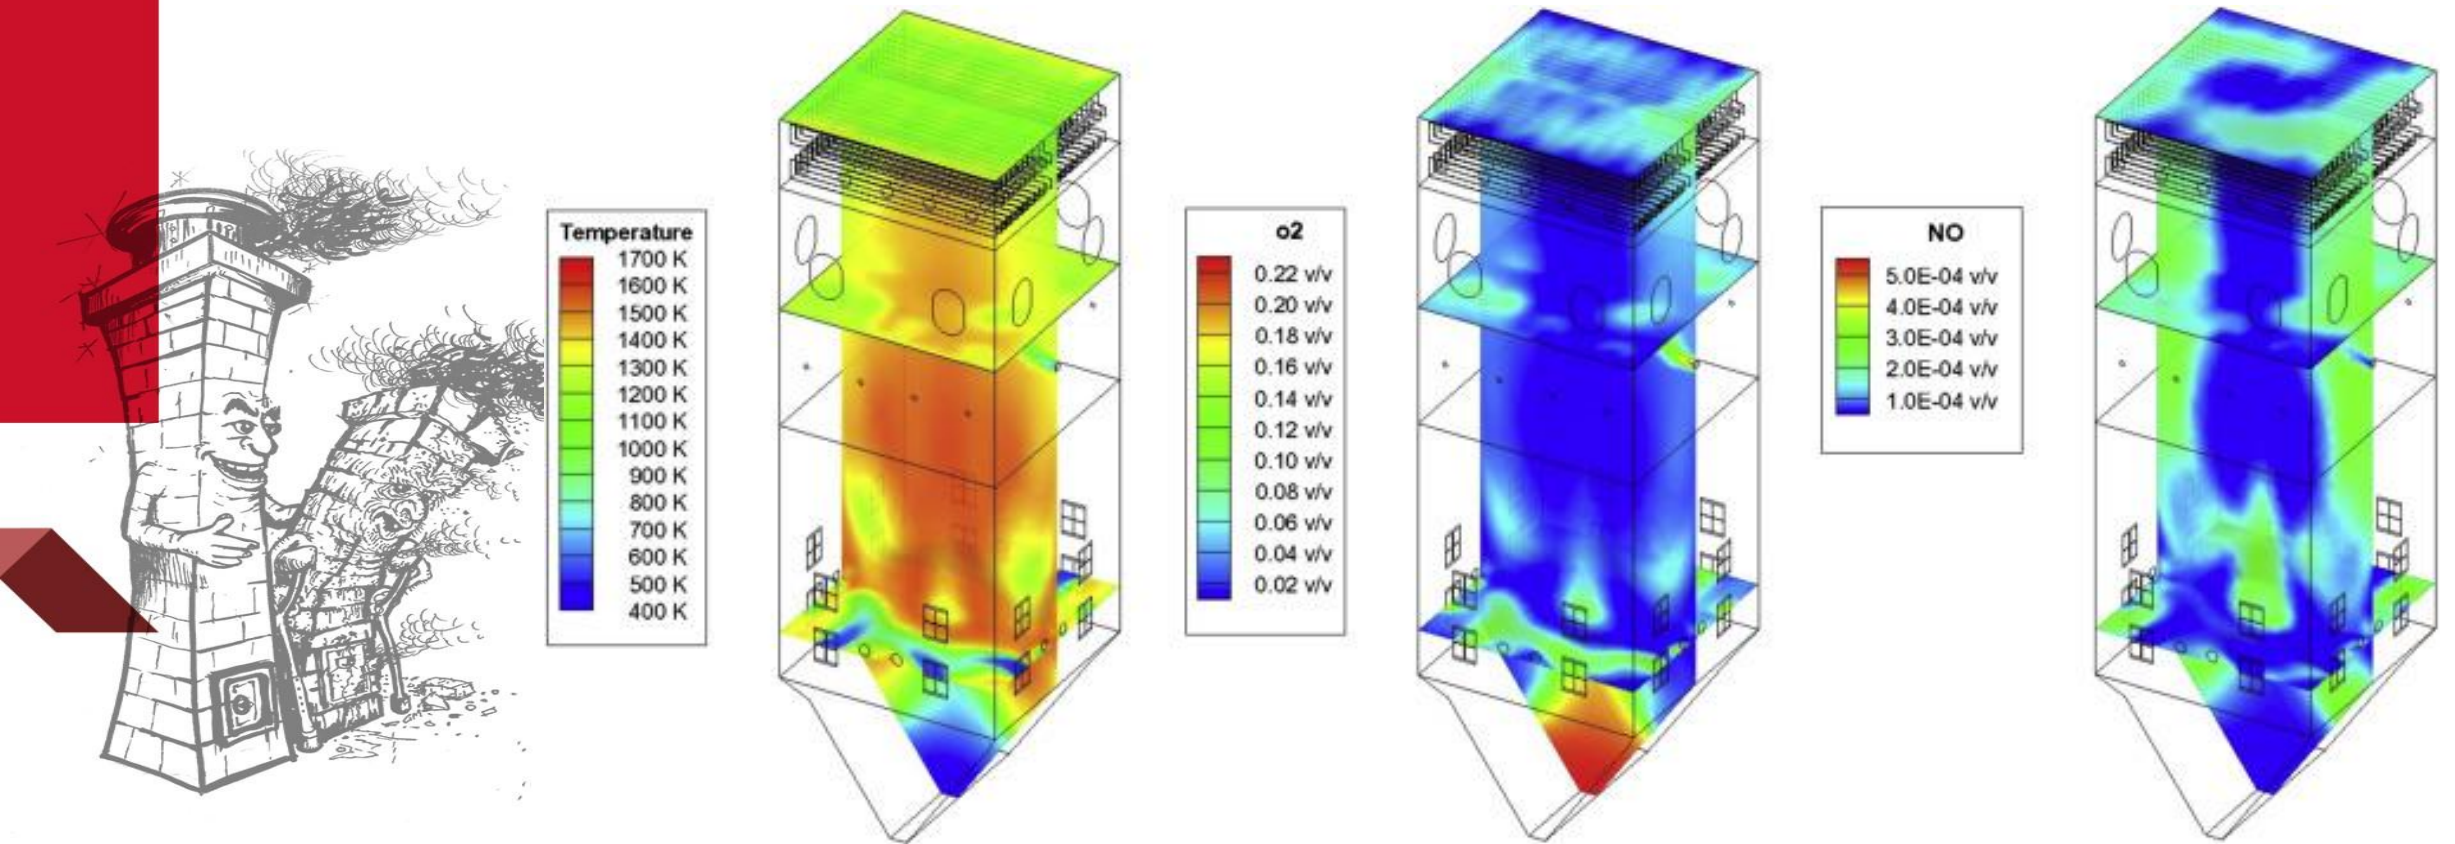 Temperature
1700 K
1600 K
1500 K
1400 K
1300 K
1200 K
1100 K
1000 K
900 K
800 K
700 K
600 K
500 K
400 K
o2
0.22 v/v
0.20 v/v
0.18 v/v
0.16 v/v
0.14 v/v
0.12 v/v
0.10 v/v
0.08 v/v
0.06 v/v
0.04 v/v
0.02 v/v
NO
5.0E-04 v/v
4.0E-04 v/v
3.0E-04 v/v
2.0E-04 v/v
1.0E-04 v/v